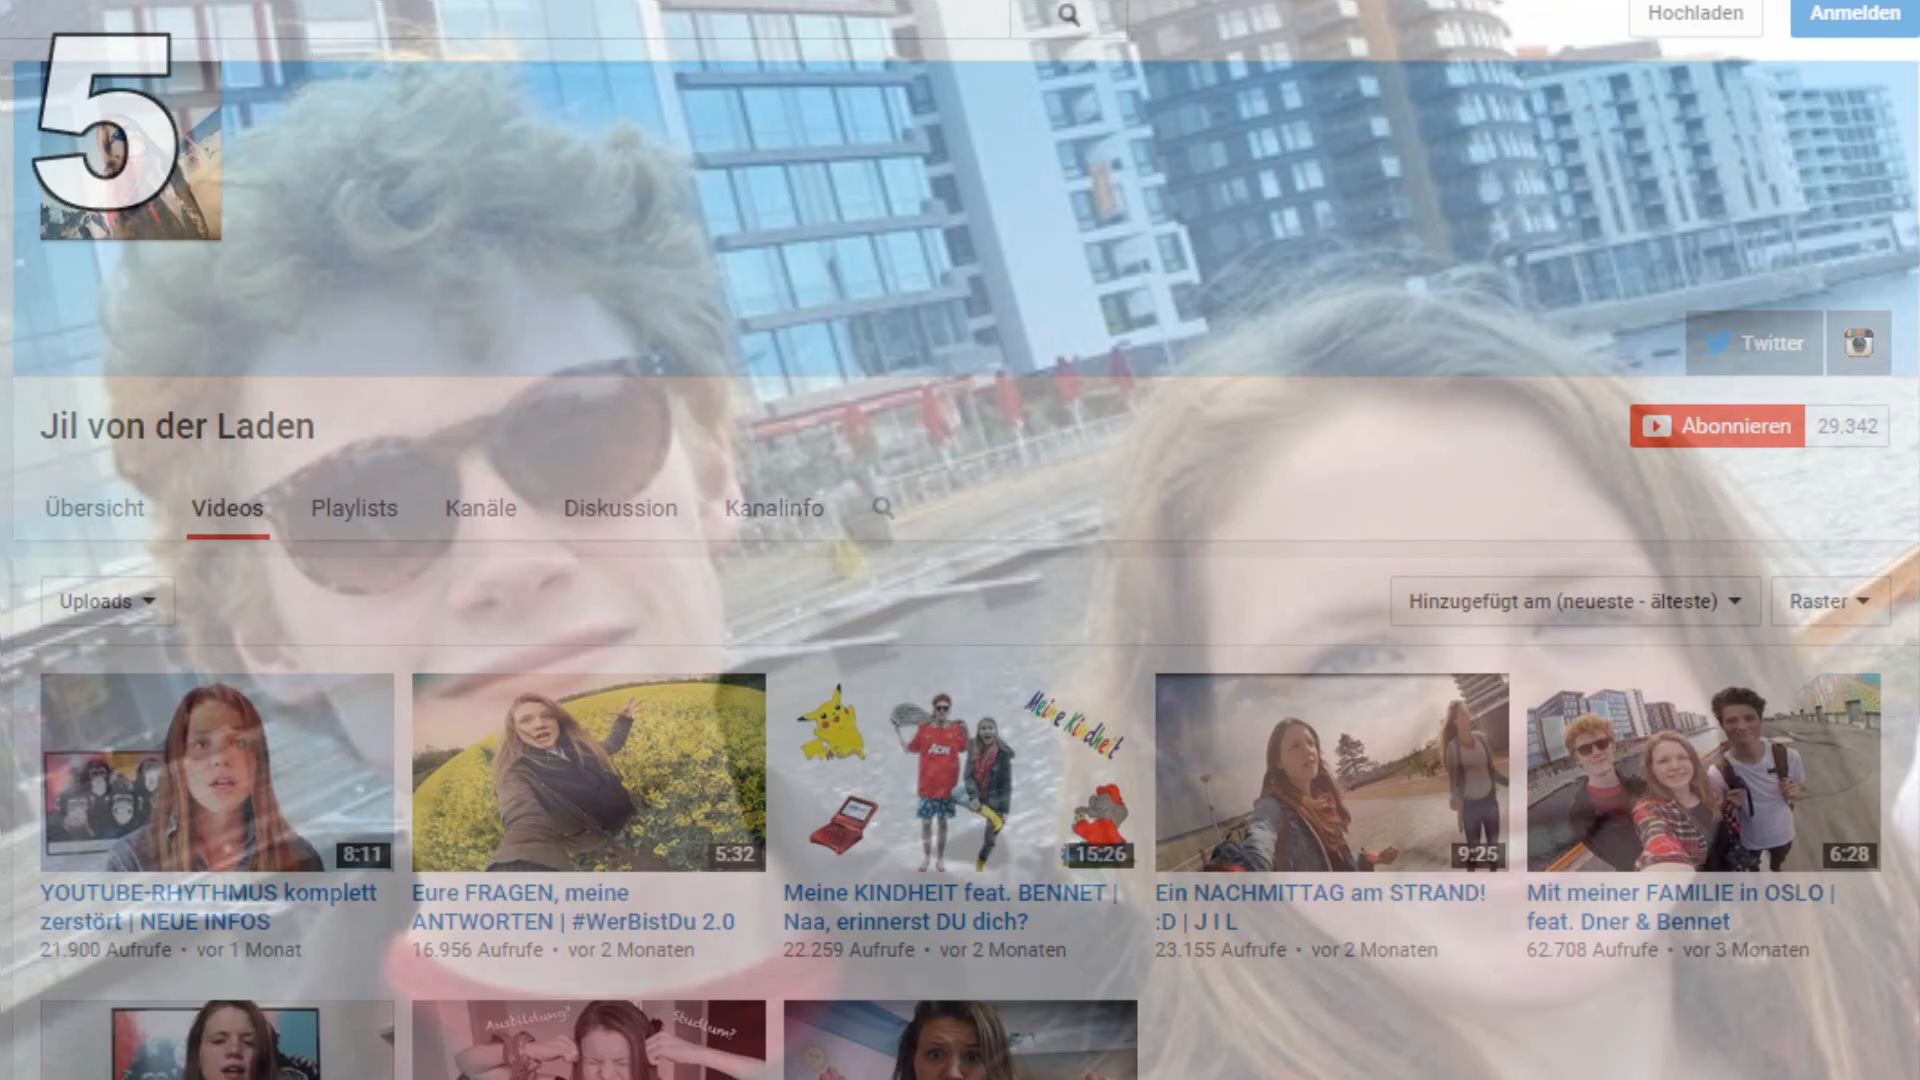 Hochladen
Anmelden
5
Twitter
Jil von der Laden
Abonnieren 29.342
Übersicht Videos Playlists Kanäle Diskussion Kanalinfo
Uploads
Hinzugefügt am (neueste - älteste)
Raster
AON
Meine Kindheit
8:11
5:32
15:26
9:25
6:28
YOUTUBE-RHYTHMUS komplett
zerstört | NEUE INFOS
21.900 Aufrufe • vor 1 Monat
Eure FRAGEN, meine
ANTWORTEN | #WerBistDu 2.0
16.956 Aufrufe • vor 2 Monaten
Meine KINDHEIT feat. BENNET |
Naa, erinnerst DU dich?
22.259 Aufrufe • vor 2 Monaten
Ein NACHMITTAG am STRAND!
:D | J I L
23.155 Aufrufe • vor 2 Monaten
Mit meiner FAMILIE in OSLO |
feat. Dner & Bennet
62.708 Aufrufe • vor 3 Monaten
Ausbildung?
Studium?